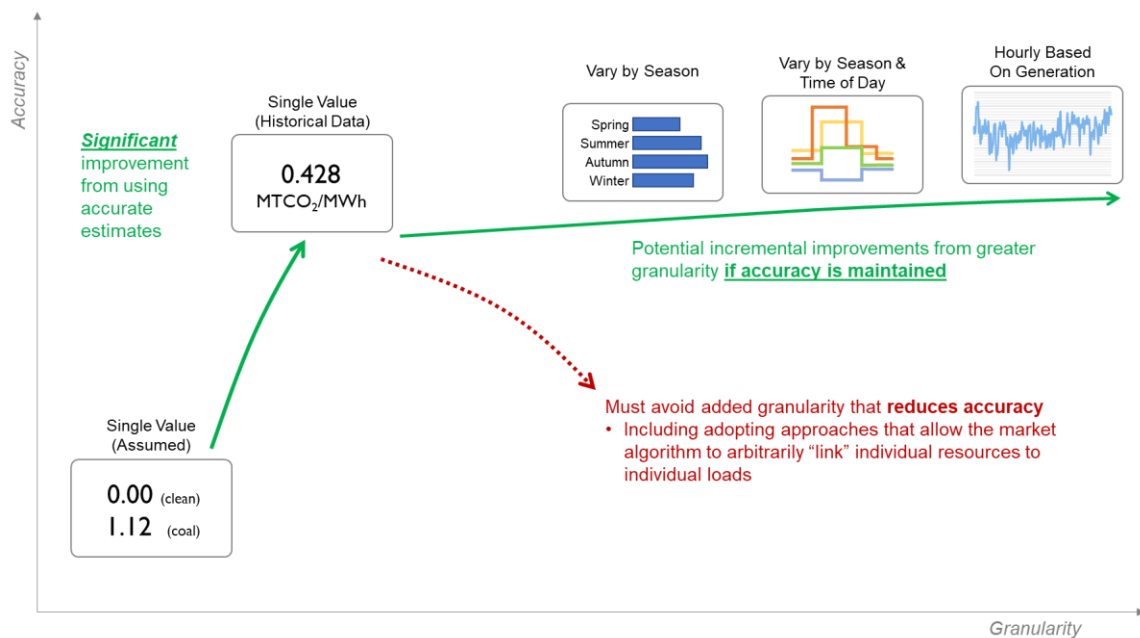 Accuracy
Significant
improvement
from using
accurate
estimates
Single Value
(Historical Data)
0.428
MTCO₂/MWh
Vary by Season
Spring
Summer
Autumn
Winter
Vary by Season &
Time of Day
Hourly Based
On Generation
Potential incremental improvements from greater
granularity if accuracy is maintained
Must avoid added granularity that reduces accuracy
• Including adopting approaches that allow the market
algorithm to arbitrarily “link” individual resources to
individual loads
Single Value
(Assumed)
0.00 (clean)
1.12 (coal)
Granularity